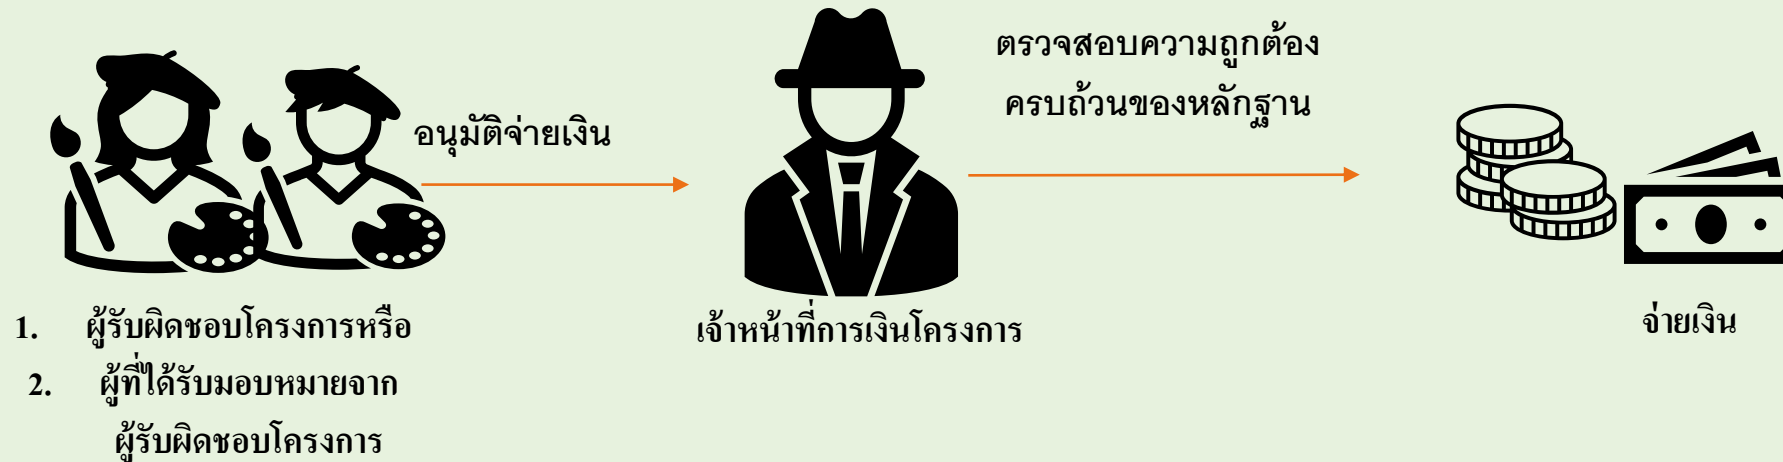 อนุมัติจ่ายเงิน
ตรวจสอบความถูกต้อง
ครบถ้วนของหลักฐาน
1. ผู้รับผิดชอบโครงการหรือ
2. ผู้ที่ได้รับมอบหมายจาก
ผู้รับผิดชอบโครงการ
เจ้าหน้าที่การเงินโครงการ
จ่ายเงิน